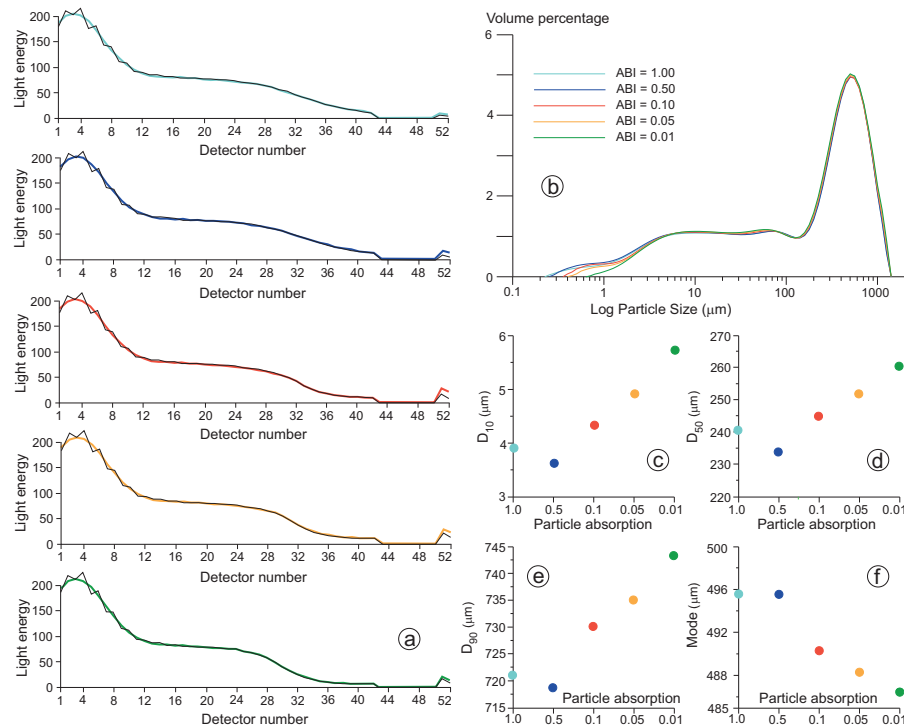 Light energy
200
150
100
50
0
1 4 8 12 16 20 24 28 32 36 40 44 48 52
Detector number
Light energy
200
150
100
50
0
1 4 8 12 16 20 24 28 32 36 40 44 48 52
Detector number
Light energy
200
150
100
50
0
1 4 8 12 16 20 24 28 32 36 40 44 48 52
Detector number
Light energy
200
150
100
50
0
1 4 8 12 16 20 24 28 32 36 40 44 48 52
Detector number
Light energy
200
150
100
50
0
a
1 4 8 12 16 20 24 28 32 36 40 44 48 52
Detector number
Volume percentage
6
4
2
0
ABI = 1.00
ABI = 0.50
ABI = 0.10
ABI = 0.05
ABI = 0.01
b
0.1 1 10 100 1000
Log Particle Size (μm)
D10 (μm)
6
5
4
3
c
1.0 0.5 0.1 0.05 0.01
Particle absorption
D50 (μm)
270
260
250
240
230
220
d
1.0 .5 0.1 0.05 0.01
Particle absorption
D90 (μm)
745
735
725
715
e
Particle absorption
1.0 0.5 0.1 0.05 0.01
Mode (μm)
500
496
492
488
485
f
Particle absorption
1.0 0.5 0.1 0.05 0.01